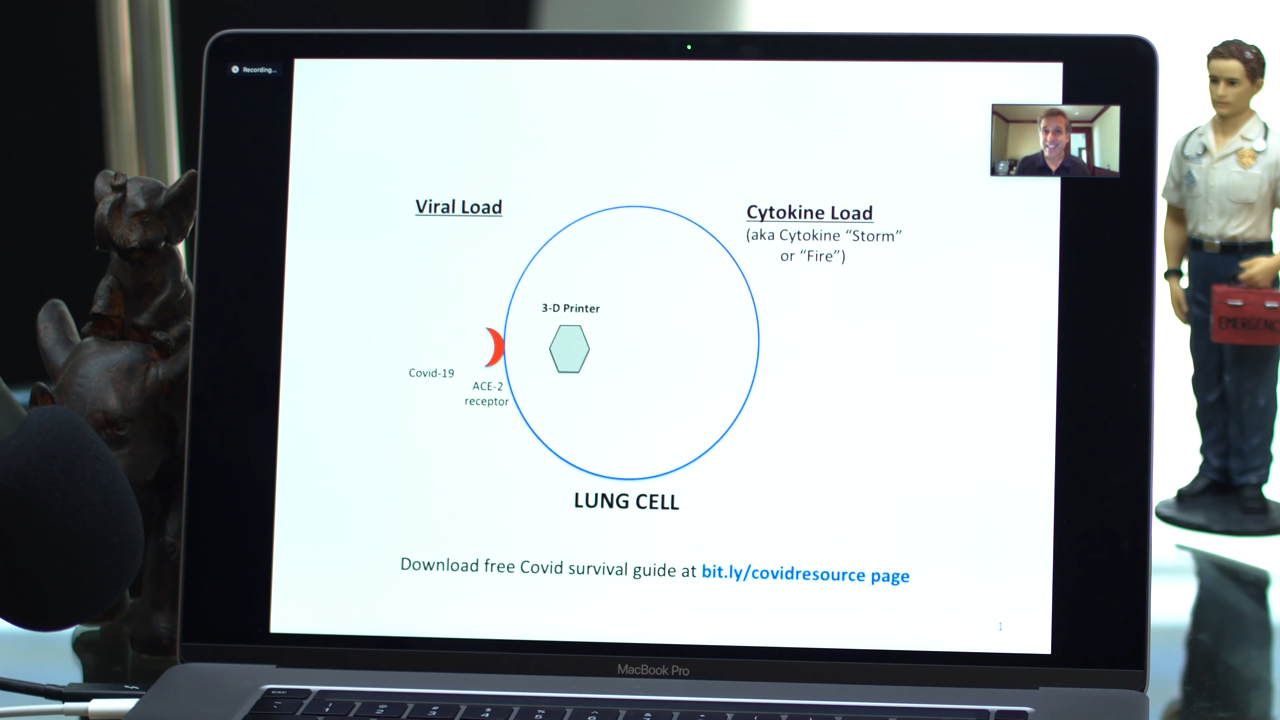 Recording...
Viral Load
Cytokine Load
(aka Cytokine “Storm”
or “Fire”)
3-D Printer
Covid-19
ACE-2
receptor
LUNG CELL
Download free Covid survival guide at bit.ly/covidresource page
1
EMERGENC
MacBook Pro